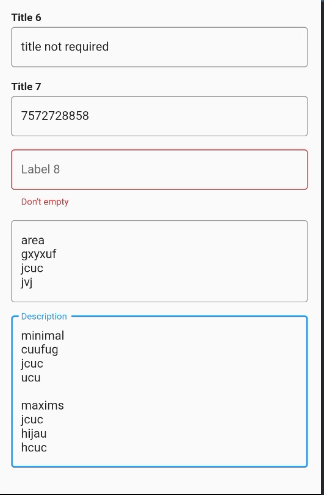 Title 6
title not required
Title 7
7572728858
Label 8
Don't empty
area
gxyxuf
jcuc
jvj
Description
minimal
cuufug
jcuc
ucu
maxims
jcuc
hijau
hcuc